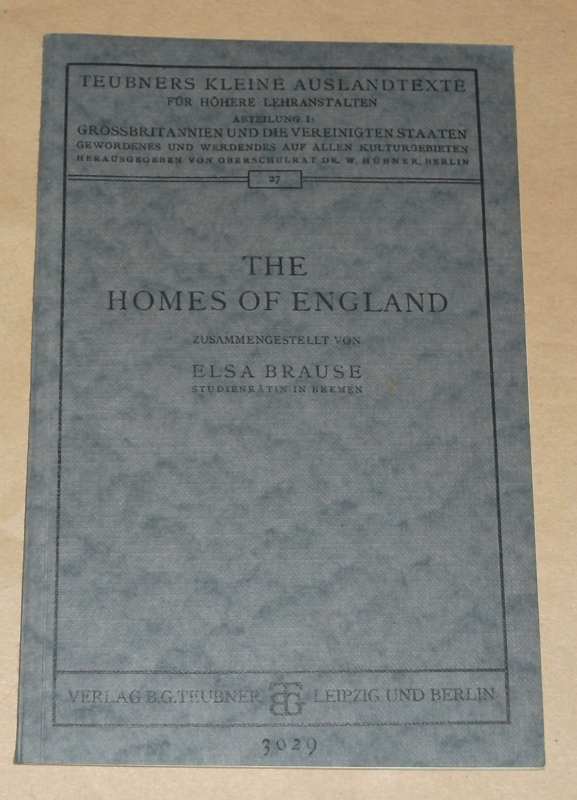 TEUBNERS KLEINE AUSLANDTEXTE
FÜR HÖHERE LEHRANSTALTEN
ABTEILUNG I:
GROSSBRITANNIEN UND DIE VEREINIGTEN STAATEN
GEWORDENES UND WERDENDES AUF ALLEN KULTURGEBIETEN
HERAUSGEGEBEN VON OBERSCHULRAT DR. W. HÜBNER, BERLIN
27
THE
HOMES OF ENGLAND
ZUSAMMENGESTELLT VON
ELSA BRAUSE
STUDIENRÄTIN IN BREMEN
VERLAG B.G. TEUBNER BGT LEIPZIG UND BERLIN
3029